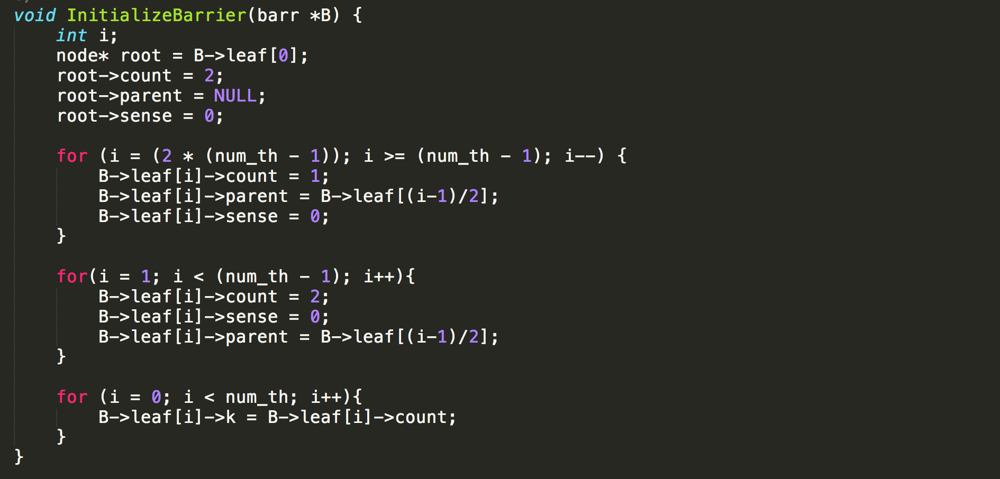 void InitializeBarrier(barr *B) {
    int i;
    node* root = B->leaf[0];
    root->count = 2;
    root->parent = NULL;
    root->sense = 0;

    for (i = (2 * (num_th - 1)); i >= (num_th - 1); i--) {
        B->leaf[i]->count = 1;
        B->leaf[i]->parent = B->leaf[(i-1)/2];
        B->leaf[i]->sense = 0;
    }

    for(i = 1; i < (num_th - 1); i++){
        B->leaf[i]->count = 2;
        B->leaf[i]->sense = 0;
        B->leaf[i]->parent = B->leaf[(i-1)/2];
    }

    for (i = 0; i < num_th; i++){
        B->leaf[i]->k = B->leaf[i]->count;
    }
}